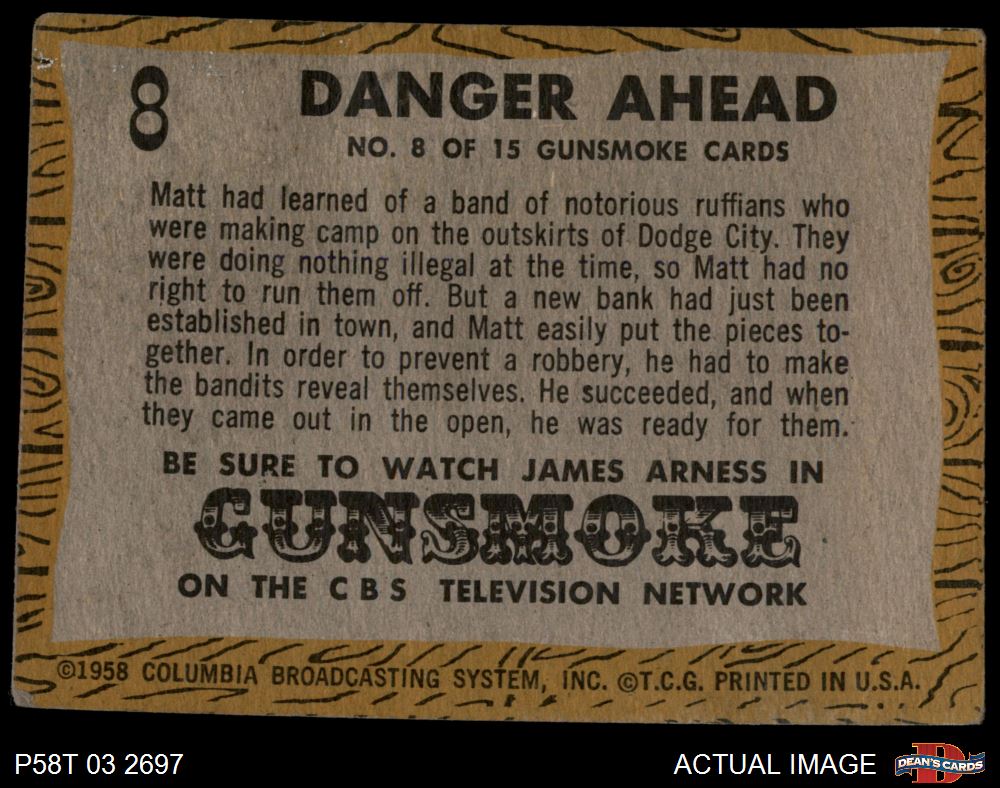 8
DANGER AHEAD
NO. 8 OF 15 GUNSMOKE CARDS
Matt had learned of a band of notorious ruffians who
were making camp on the outskirts of Dodge City. They
were doing nothing illegal at the time, so Matt had no
right to run them off. But a new bank had just been
established in town, and Matt easily put the pieces to-
gether. In order to prevent a robbery, he had to make
the bandits reveal themselves. He succeeded, and when
they came out in the open, he was ready for them.
BE SURE TO WATCH JAMES ARNESS IN
GUNSMOKE
ON THE CBS TELEVISION NETWORK
©1958 COLUMBIA BROADCASTING SYSTEM, INC. ©T.C.G. PRINTED IN U.S.A.
P58T 03 2697
ACTUAL IMAGE
D
DEAN'S CARDS